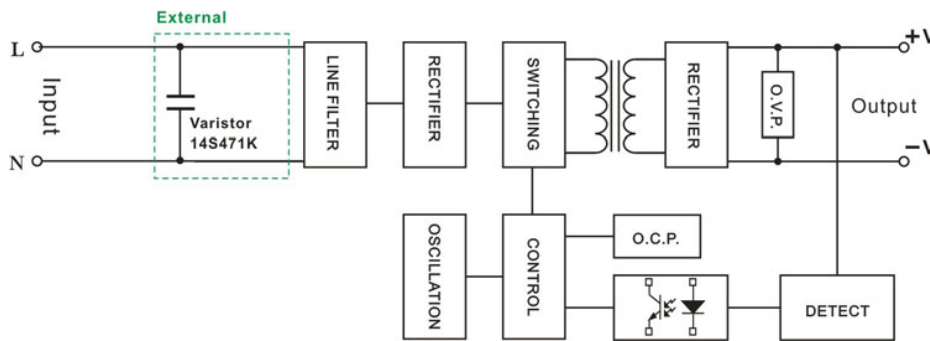 External
L
Input
N
Varistor
14S471K
LINE FILTER
RECTIFIER
SWITCHING
RECTIFIER
O.V.P.
+V
Output
−V
OSCILLATION
CONTROL
O.C.P.
DETECT